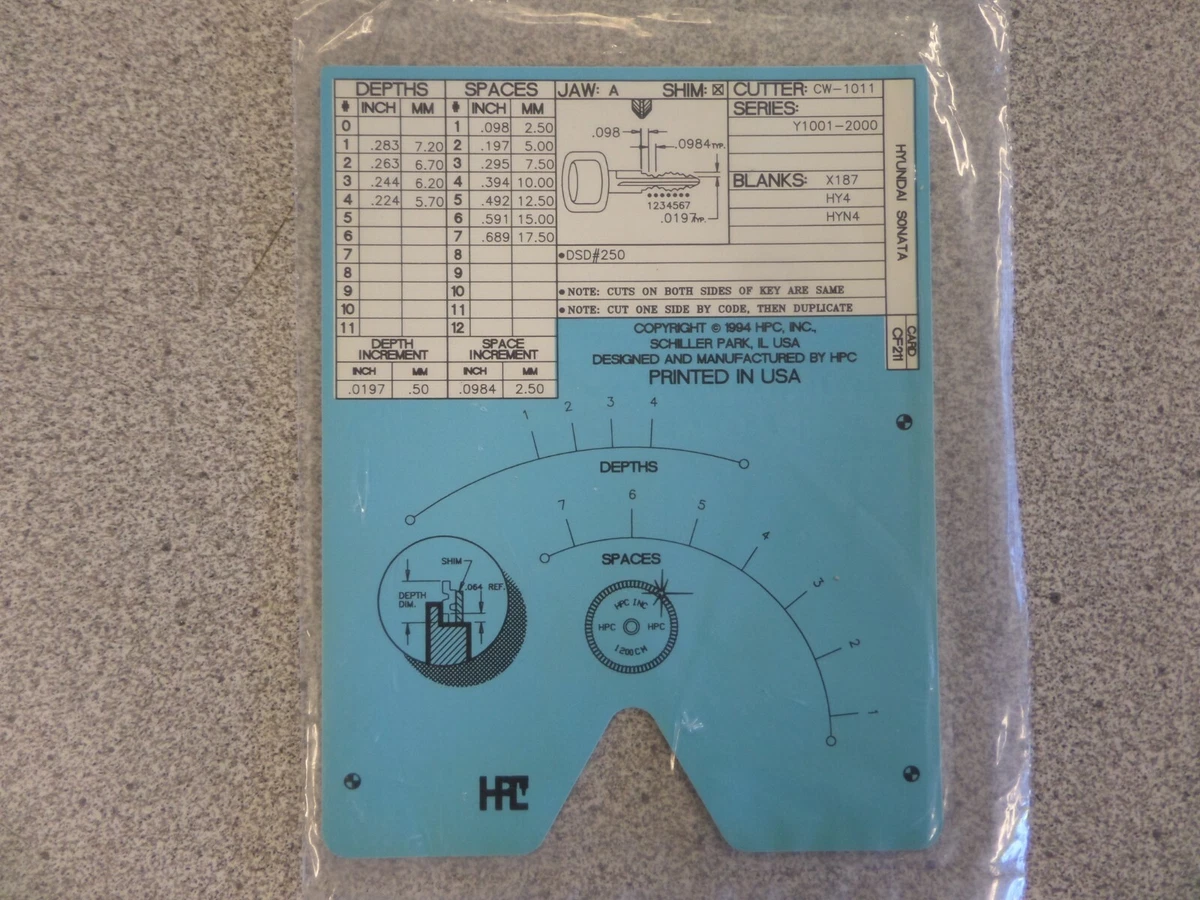 DEPTHS SPACES JAW: A SHIM: ☒ CUTTER: CW-1011
# INCH MM # INCH MM SERIES:
0 1 .098 2.50 Y1001-2000
1 .283 7.20 2 .197 5.00
2 .263 6.70 3 .295 7.50
3 .244 6.20 4 .394 10.00 BLANKS: X187
4 .224 5.70 5 .492 12.50 HY4
5 6 .591 15.00 HYN4
6 7 .689 17.50
7 8
8 9
9 10
10 11
11 12
.098
.0984TYP.
1234567
.0197TYP.
•DSD#250
•NOTE: CUTS ON BOTH SIDES OF KEY ARE SAME
•NOTE: CUT ONE SIDE BY CODE, THEN DUPLICATE
HYUNDAI SONATA
CARD
CF211
DEPTH INCREMENT SPACE INCREMENT
INCH MM INCH MM
.0197 .50 .0984 2.50
COPYRIGHT © 1994 HPC, INC.,
SCHILLER PARK, IL USA
DESIGNED AND MANUFACTURED BY HPC
PRINTED IN USA
1 2 3 4
DEPTHS
7 6 5 4 3 2 1
SPACES
SHIM
.064 REF.
DEPTH
DIM.
HPC INC
HPC HPC
1200CM
HPC